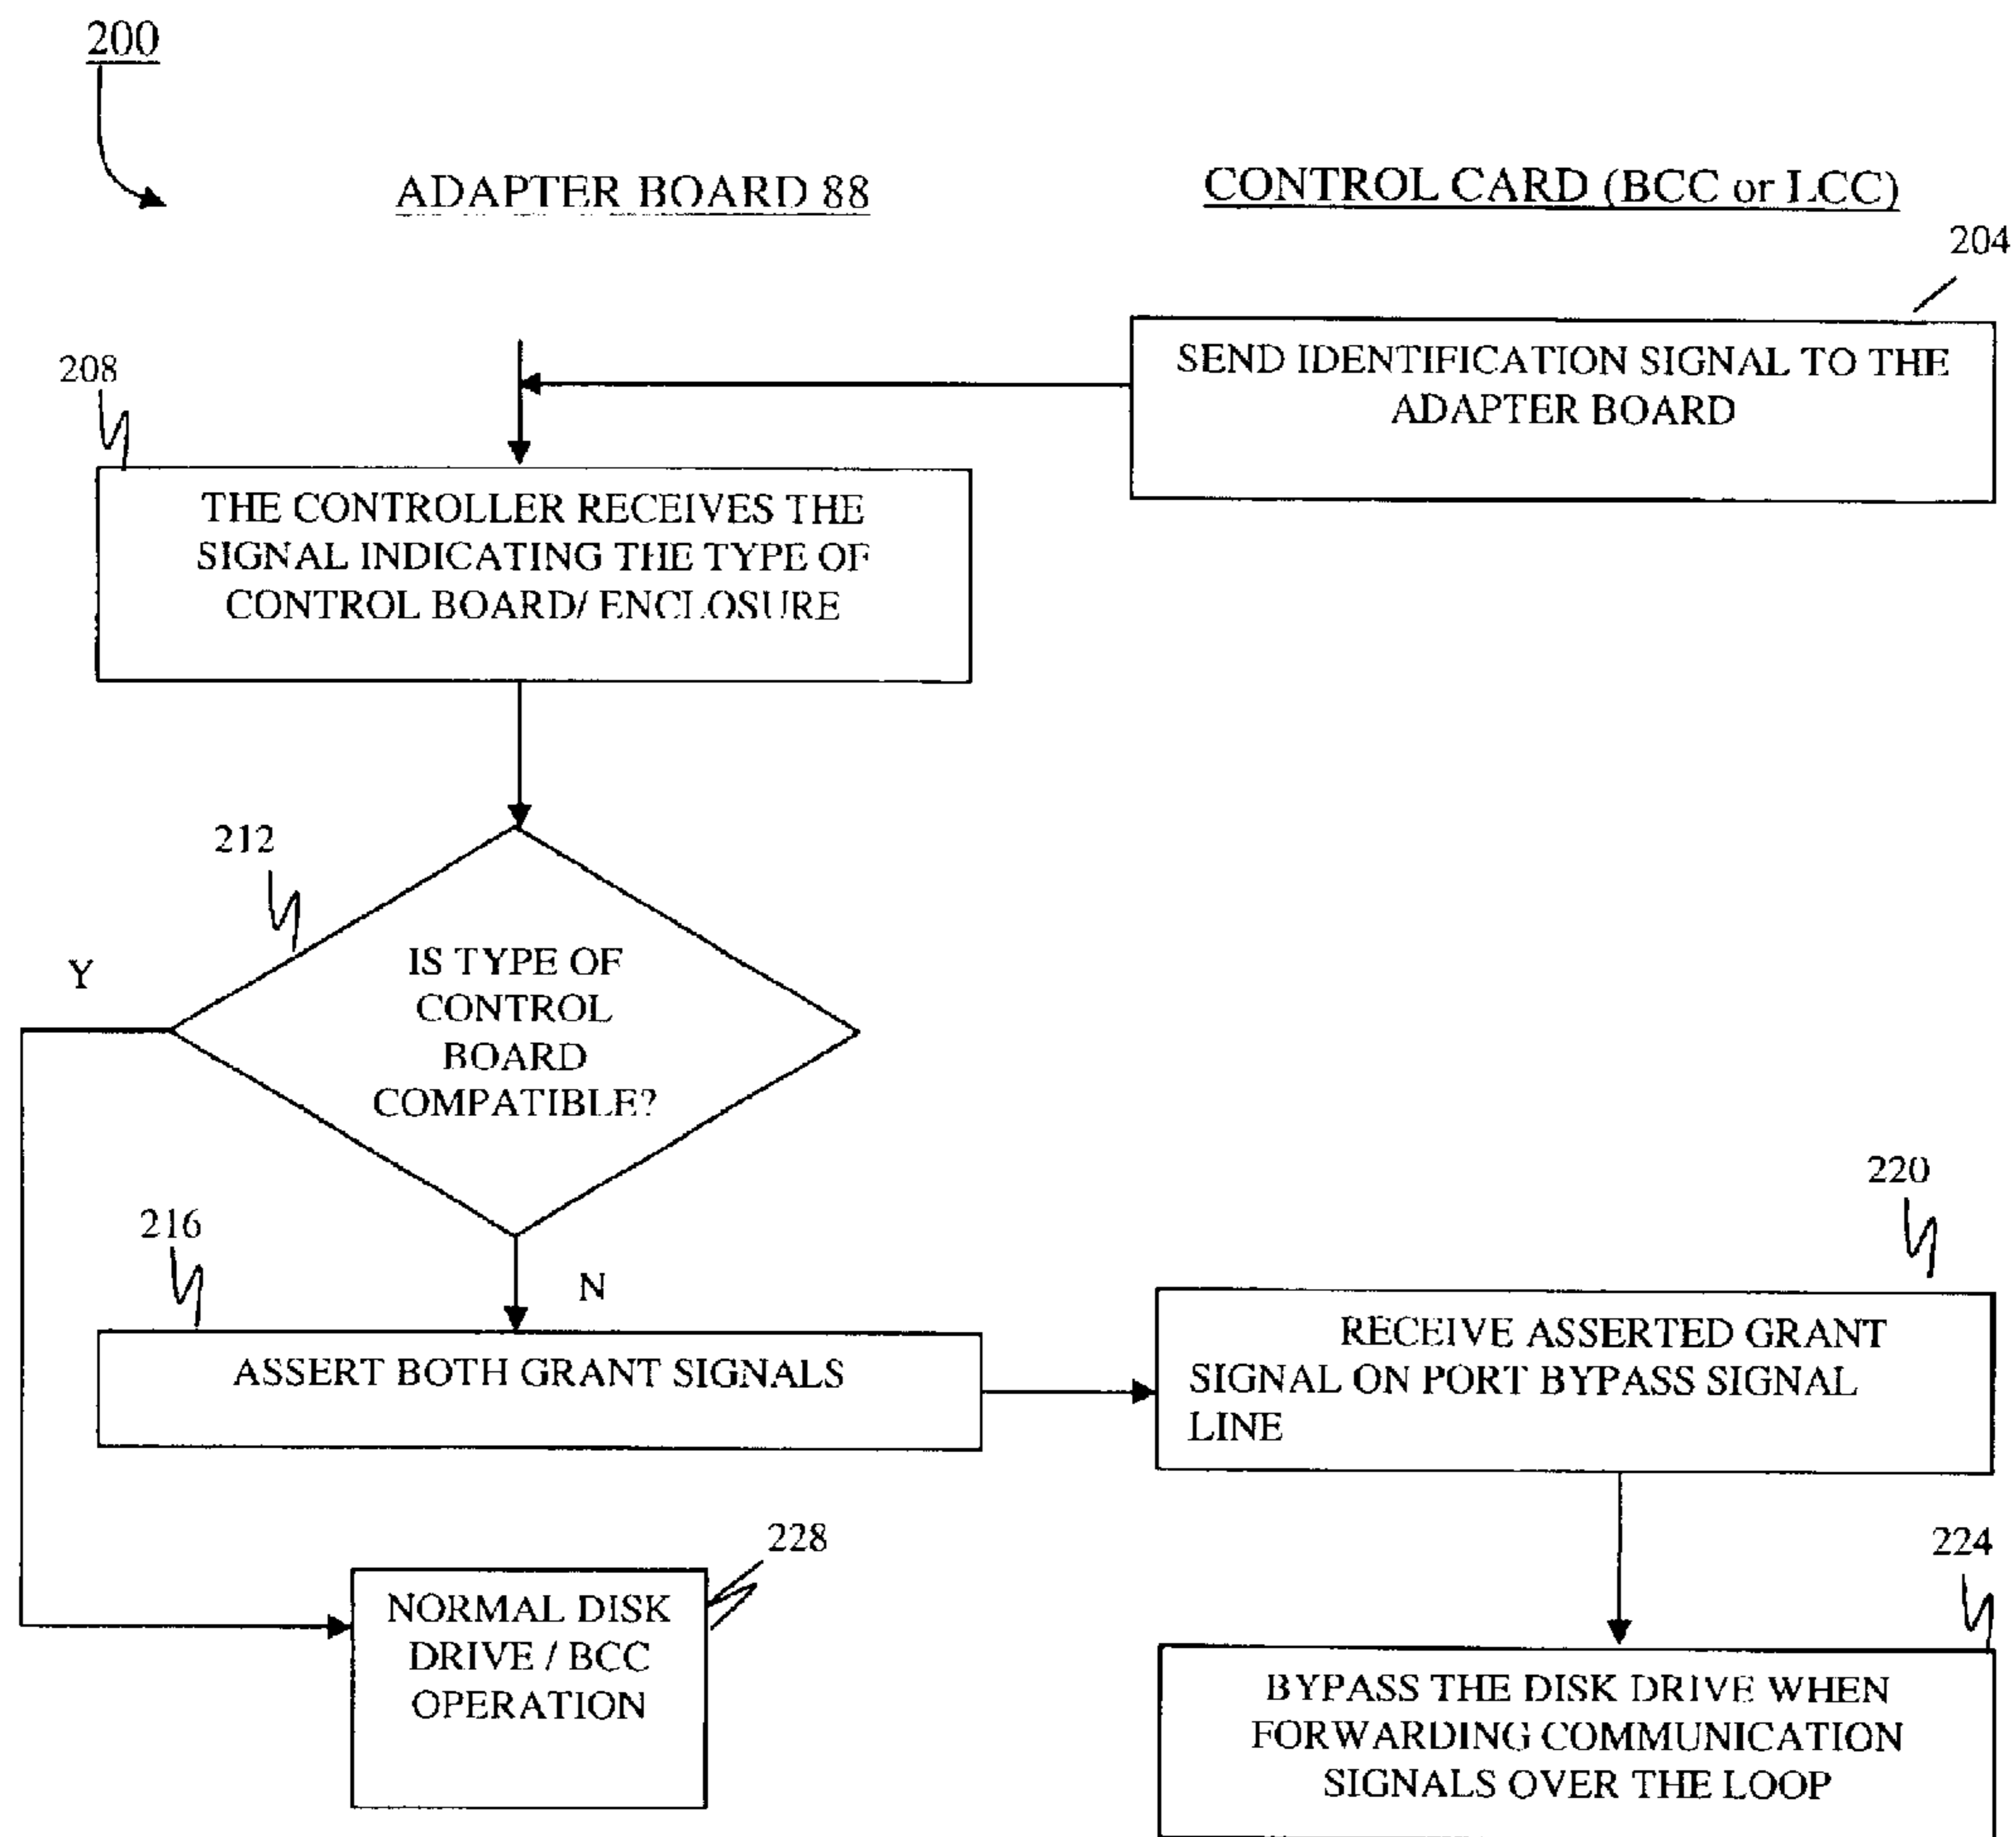 200
ADAPTER BOARD 88
CONTROL CARD (BCC or LCC)
204
SEND IDENTIFICATION SIGNAL TO THE
ADAPTER BOARD
208
THE CONTROLLER RECEIVES THE
SIGNAL INDICATING THE TYPE OF
CONTROL BOARD/ ENCLOSURE
212
Y
IS TYPE OF
CONTROL
BOARD
COMPATIBLE?
N
216
ASSERT BOTH GRANT SIGNALS
220
RECEIVE ASSERTED GRANT
SIGNAL ON PORT BYPASS SIGNAL
LINE
228
NORMAL DISK
DRIVE / BCC
OPERATION
224
BYPASS THE DISK DRIVE WHEN
FORWARDING COMMUNICATION
SIGNALS OVER THE LOOP